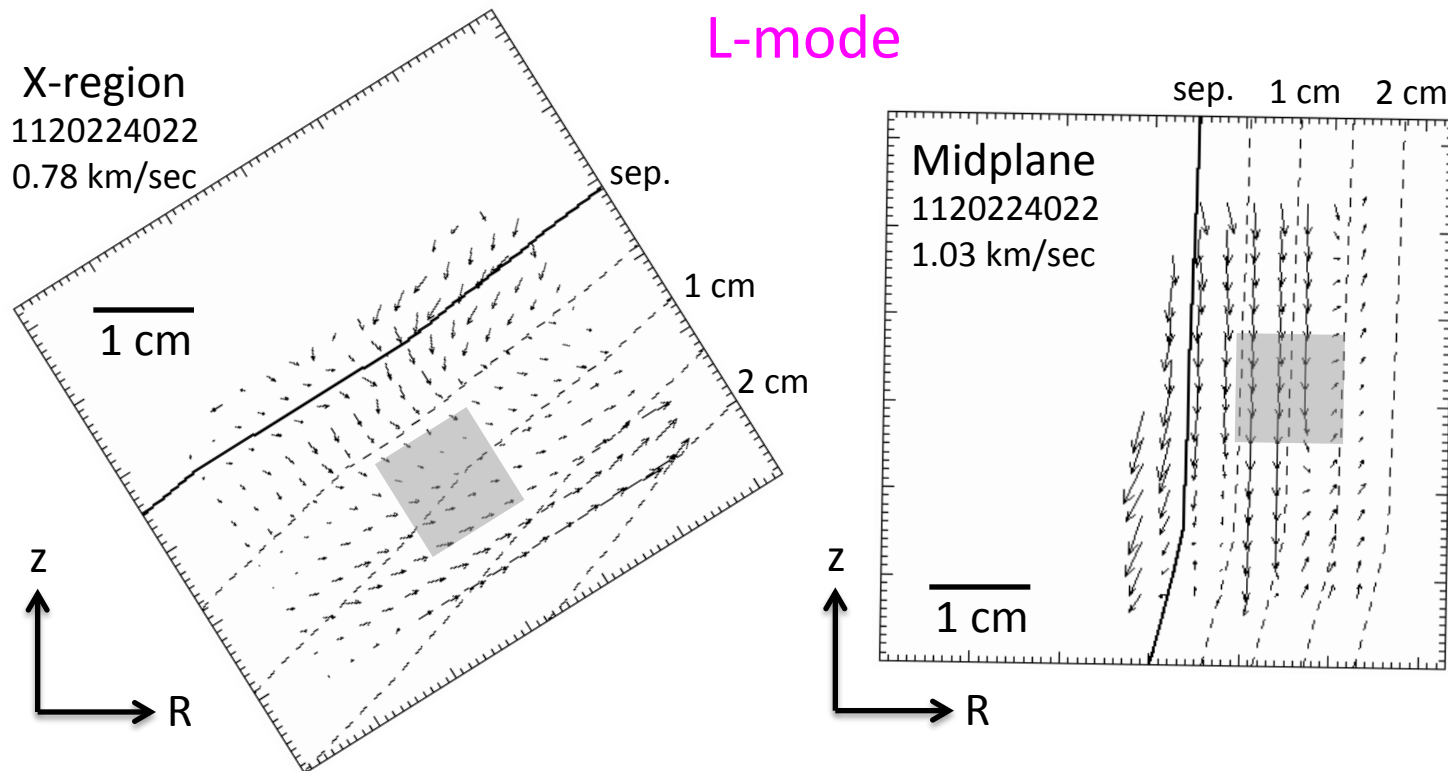 L-mode
X-region
1120224022
0.78 km/sec
sep.
1 cm
2 cm
1 cm
z
R
sep. 1 cm 2 cm
Midplane
1120224022
1.03 km/sec
1 cm
z
R